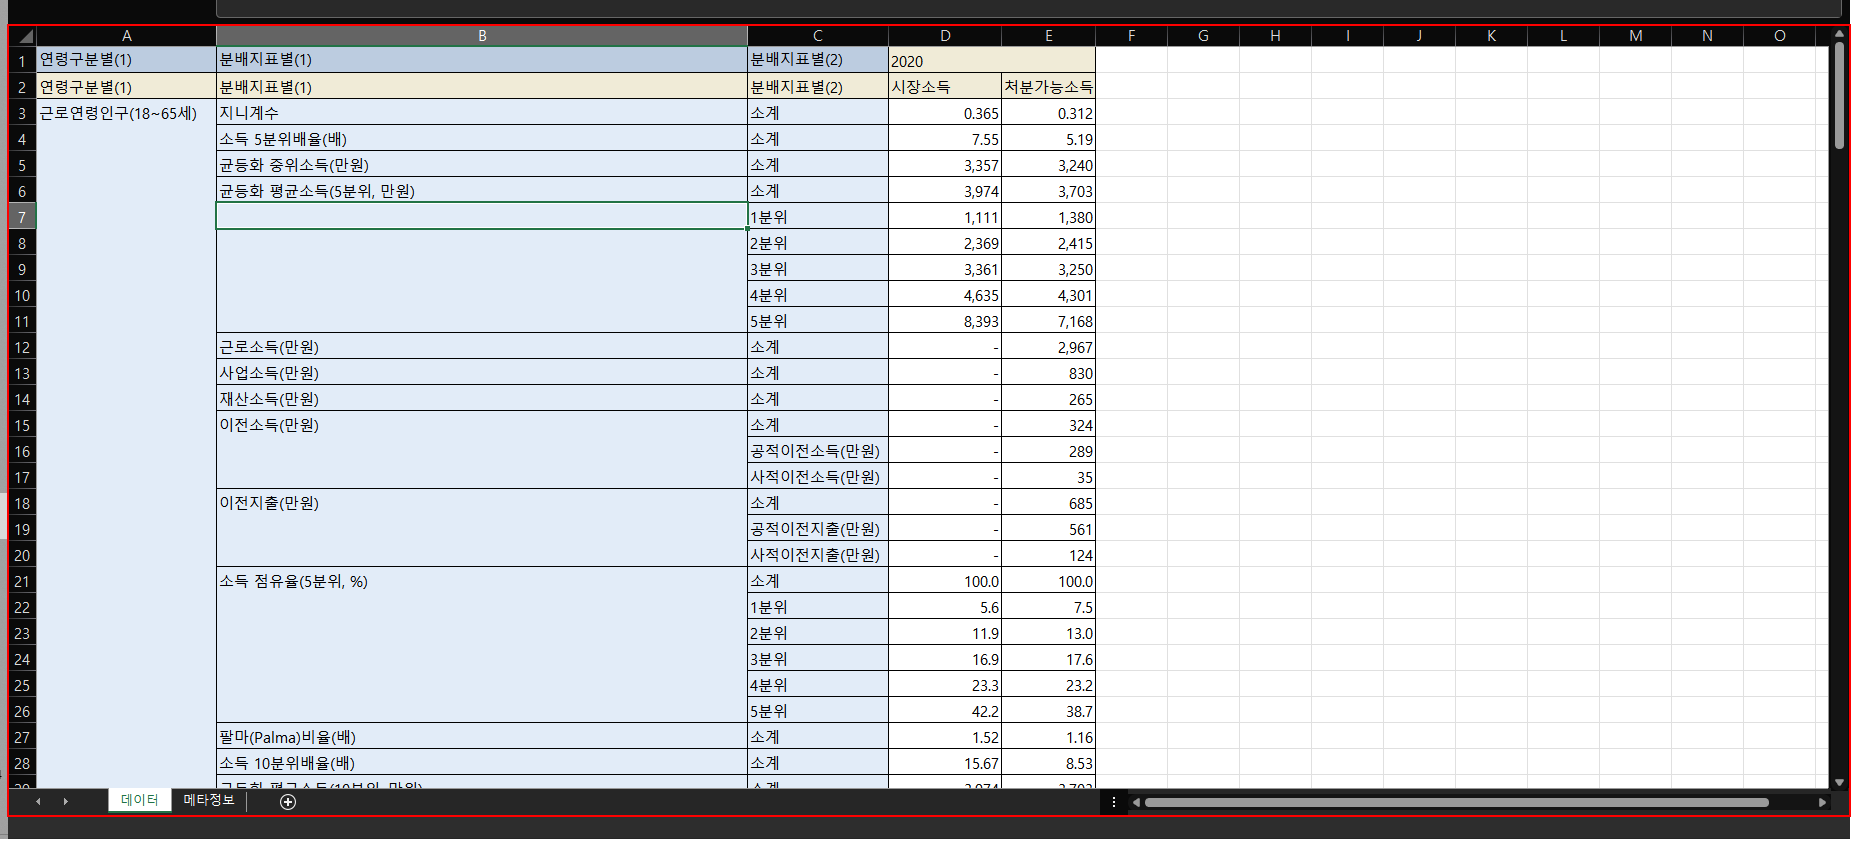 A B C D E F G H I J K L M N O
1 연령구분별(1) 분배지표별(1) 분배지표별(2) 2020
2 연령구분별(1) 분배지표별(1) 분배지표별(2) 시장소득 처분가능소득
3 근로연령인구(18~65세) 지니계수 소계 0.365 0.312
4 소득 5분위배율(배) 소계 7.55 5.19
5 균등화 중위소득(만원) 소계 3,357 3,240
6 균등화 평균소득(5분위, 만원) 소계 3,974 3,703
7 1분위 1,111 1,380
8 2분위 2,369 2,415
9 3분위 3,361 3,250
10 4분위 4,635 4,301
11 5분위 8,393 7,168
12 근로소득(만원) 소계 - 2,967
13 사업소득(만원) 소계 - 830
14 재산소득(만원) 소계 - 265
15 이전소득(만원) 소계 - 324
16 공적이전소득(만원) - 289
17 사적이전소득(만원) - 35
18 이전지출(만원) 소계 - 685
19 공적이전지출(만원) - 561
20 사적이전지출(만원) - 124
21 소득 점유율(5분위, %) 소계 100.0 100.0
22 1분위 5.6 7.5
23 2분위 11.9 13.0
24 3분위 16.9 17.6
25 4분위 23.3 23.2
26 5분위 42.2 38.7
27 팔마(Palma)비율(배) 소계 1.52 1.16
28 소득 10분위배율(배) 소계 15.67 8.53
데이터 메타정보